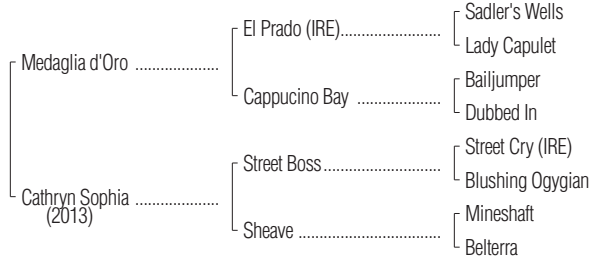 Sadler's Wells
El Prado (IRE)....................
Lady Capulet
Medaglia d'Oro ....................
Bailjumper
Cappucino Bay ....................
Dubbed In
Street Cry (IRE)
Street Boss....................
Blushing Ogygian
Cathryn Sophia ....................
(2013)
Mineshaft
Sheave ....................
Belterra